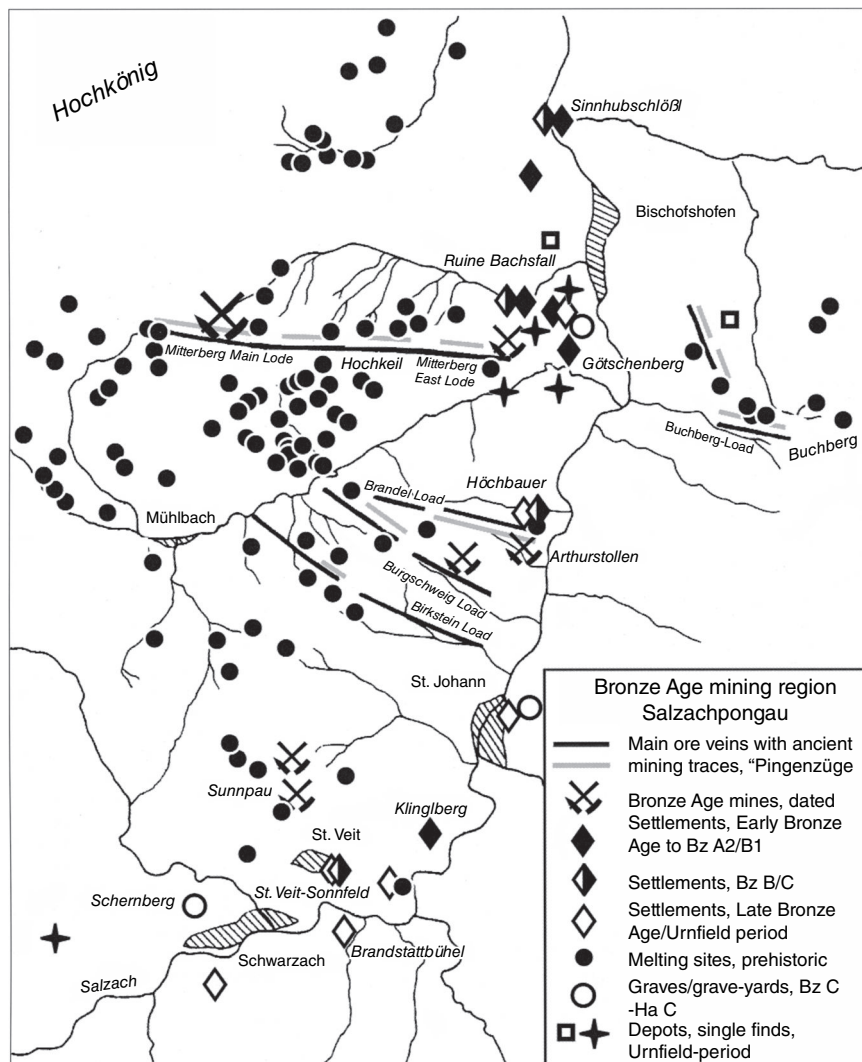 Hochkönig
Sinnhubschlößl
Bischofshofen
Ruine Bachsfall
Mitterberg Main Lode
Hochkeil
Mitterberg
East Lode
Götschenberg
Buchberg-Load
Buchberg
Mühlbach
Brandel Load
Höchbauer
Arthurstollen
Burgschweig Load
Birkstein Load
St. Johann
Sunnpau
Klinglberg
St. Veit
St. Veit-Sonnfeld
Schernberg
Schwarzach
Brandstattbühel
Salzach
Bronze Age mining region
Salzachpongau
Main ore veins with ancient
mining traces, “Pingenzüge
Bronze Age mines, dated
Settlements, Early Bronze
Age to Bz A2/B1
Settlements, Bz B/C
Settlements, Late Bronze
Age/Urnfield period
Melting sites, prehistoric
Graves/grave-yards, Bz C
-Ha C
Depots, single finds,
Urnfield-period